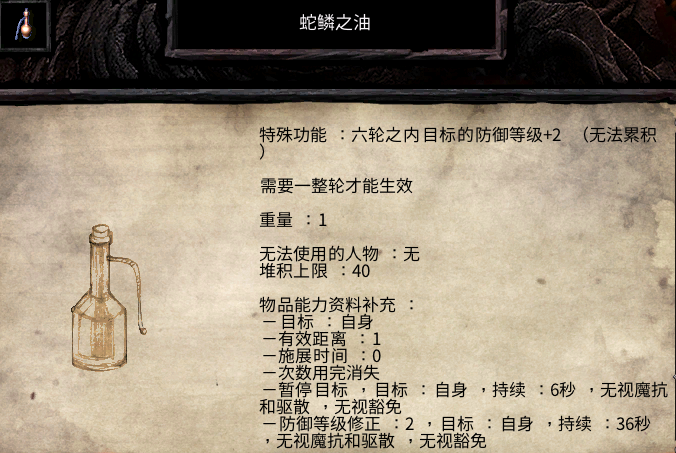 蛇鳞之油
特殊功能 ：六轮之内目标的防御等级+2 （无法累积
）
需要一整轮才能生效
重量 ：1
无法使用的人物 ：无
堆积上限 ：40
物品能力资料补充 ：
－目标 ：自身
－有效距离 ：1
－施展时间 ：0
－次数用完消失
－暂停目标 ，目标 ：自身 ，持续 ：6秒 ，无视魔抗
和驱散 ，无视豁免
－防御等级修正 ：2 ，目标 ：自身 ，持续 ：36秒
，无视魔抗和驱散 ，无视豁免